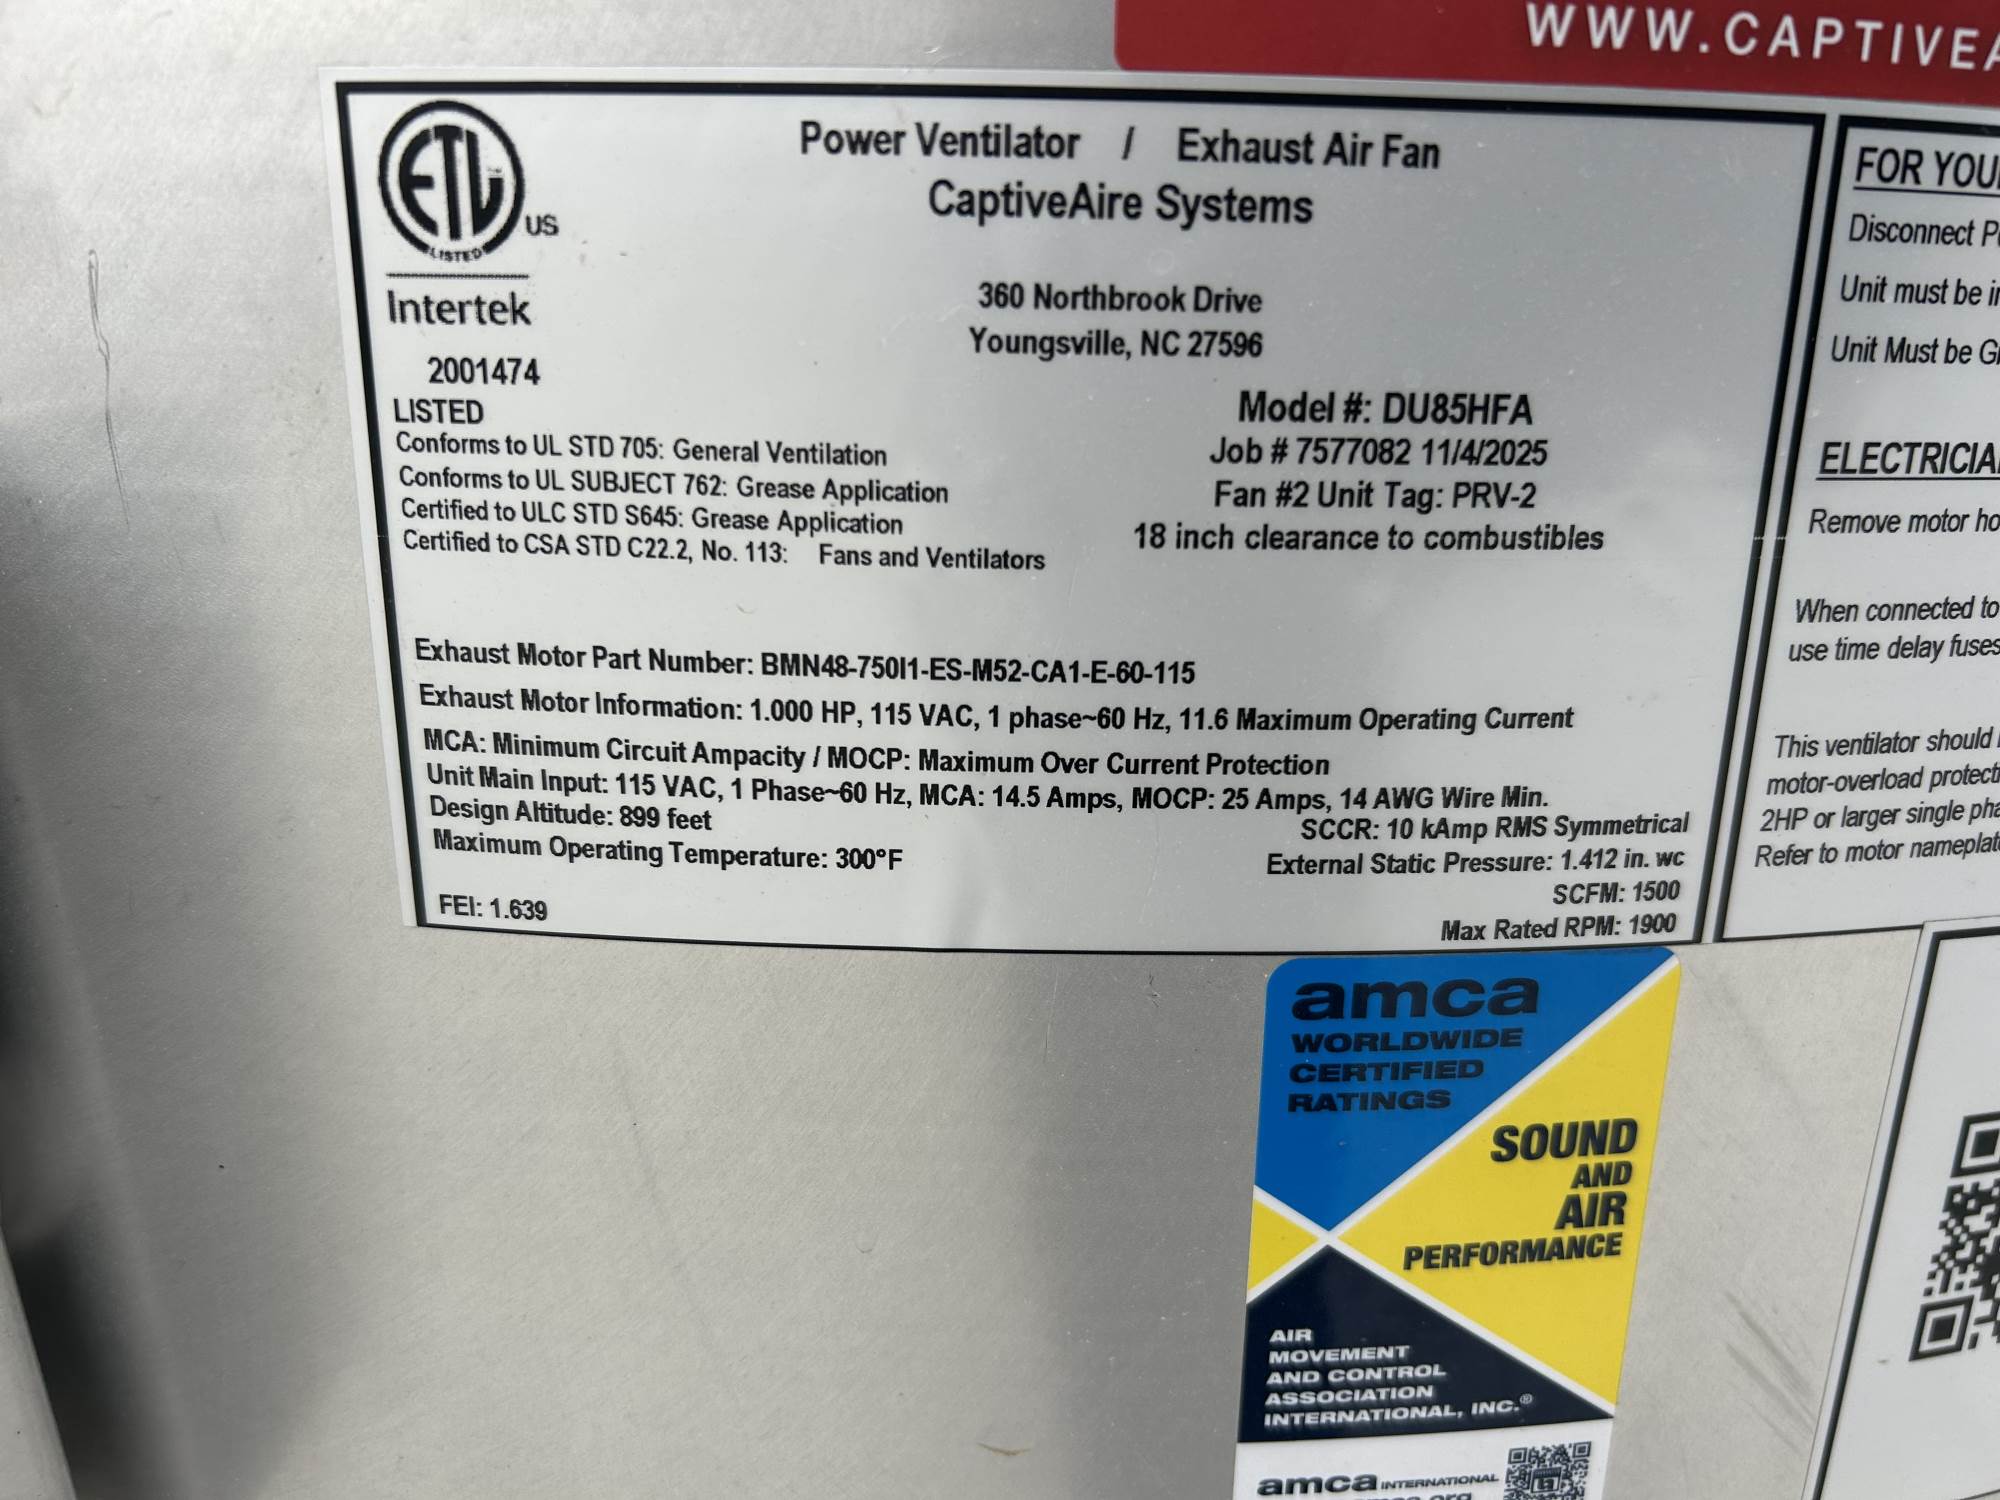 WWW.CAPTIVEA
ETL
LISTED
US
Intertek
2001474
LISTED
Conforms to UL STD 705: General Ventilation
Conforms to UL SUBJECT 762: Grease Application
Certified to ULC STD S645: Grease Application
Certified to CSA STD C22.2, No. 113: Fans and Ventilators
Power Ventilator / Exhaust Air Fan
CaptiveAire Systems
360 Northbrook Drive
Youngsville, NC 27596
Model #: DU85HFA
Job # 7577082 11/4/2025
Fan #2 Unit Tag: PRV-2
18 inch clearance to combustibles
Exhaust Motor Part Number: BMN48-750I1-ES-M52-CA1-E-60-115
Exhaust Motor Information: 1.000 HP, 115 VAC, 1 phase~60 Hz, 11.6 Maximum Operating Current
MCA: Minimum Circuit Ampacity / MOCP: Maximum Over Current Protection
Unit Main Input: 115 VAC, 1 Phase~60 Hz, MCA: 14.5 Amps, MOCP: 25 Amps, 14 AWG Wire Min.
Design Altitude: 899 feet
SCCR: 10 kAmp RMS Symmetrical
Maximum Operating Temperature: 300°F
External Static Pressure: 1.412 in. wc
SCFM: 1500
FEI: 1.639
Max Rated RPM: 1900
FOR YOU
Disconnect P
Unit must be i
Unit Must be G
ELECTRICIA
Remove motor ho
When connected to
use time delay fuses
This ventilator should
motor-overload protecti
2HP or larger single pha
Refer to motor nameplat
amca
WORLDWIDE
CERTIFIED
RATINGS
SOUND
AND
AIR
PERFORMANCE
AIR
MOVEMENT
AND CONTROL
ASSOCIATION
INTERNATIONAL, INC.®
amca INTERNATIONAL